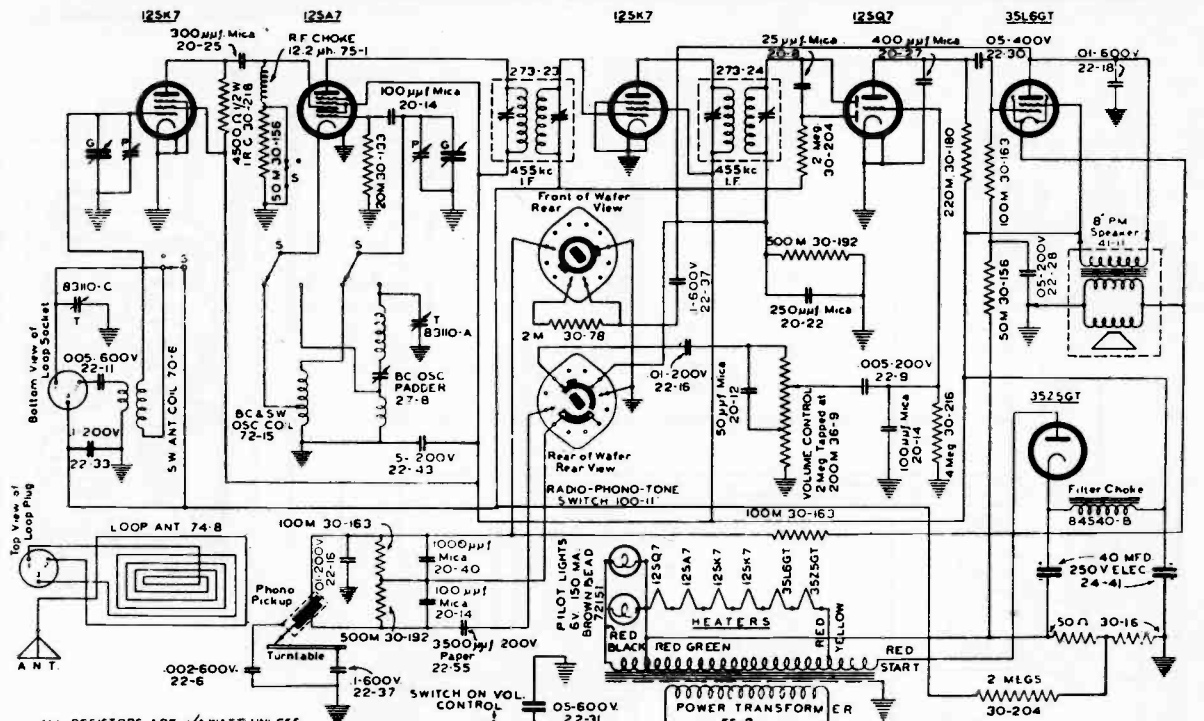 12SK7
12SA7
12SK7
12SQ7
35L6GT
300µµf. Mica
20-25
RF CHOKE
12.2µh. 75-1
100µµf Mica
20-14
273-23
273-24
25µµf. Mica
20-8
400µµf. Mica
20-27
.05-400V
22-30
.01-600V
22-18
G
P
4500Ω 1/2W
IRC 30-218
50M 30-156
S
20M 30-133
P
G
455kc
I.F.
455kc
I.F.
2 Meg.
30-204
220M 30-180
100M 30-163
8" PM
Speaker
41-11
Front of Wafer
Rear View
500M 30-192
.1-600V
22-37
250µµf Mica
20-22
50M 30-156
.05-200V
22-28
83110-C
T
S
S
S
T
83110-A
2M 30-78
Bottom View of
Loop Socket
.005-600V
22-11
SW ANT COIL 70-E
BC OSC
PADDER
27-8
.01-200V
22-16
.005-200V
22-9
.1-200V
22-33
BC & SW
OSC COIL
72-15
.5-200V
22-43
50µµf Mica
20-12
VOLUME CONTROL
2 Meg Tapped at
200M 36-9
100µµf Mica
20-14
4 Meg 30-216
35Z5GT
Rear of Wafer
Rear View
RADIO-PHONO-TONE
SWITCH 100-11
Filter Choke
84540-B
Top View of
Loop Plug
LOOP ANT 74-8
100M 30-163
100M 30-163
.01-200V
22-16
1000µµf
Mica
20-40
100µµf
Mica
20-14
PILOT LIGHTS
6V. 150 MA.
BROWN BEAD
72151
12SQ7
12SA7
12SK7
12SK7
35L6GT
35Z5GT
HEATERS
40 MFD.
250V ELEC
24-41
Phono
Pickup
ANT.
Turntable
500M 30-192
3500µµf 200V
Paper
22-55
RED
BLACK RED GREEN
RED
YELLOW
RED
START
50Ω 30-16
.002-600V.
22-6
.1-600V.
22-37
SWITCH ON VOL.
CONTROL
.05-600V.
22-31
POWER TRANSFORMER
2 MEGS
30-204
ALL RESISTORS ARE 1/4 WATT UNLESS